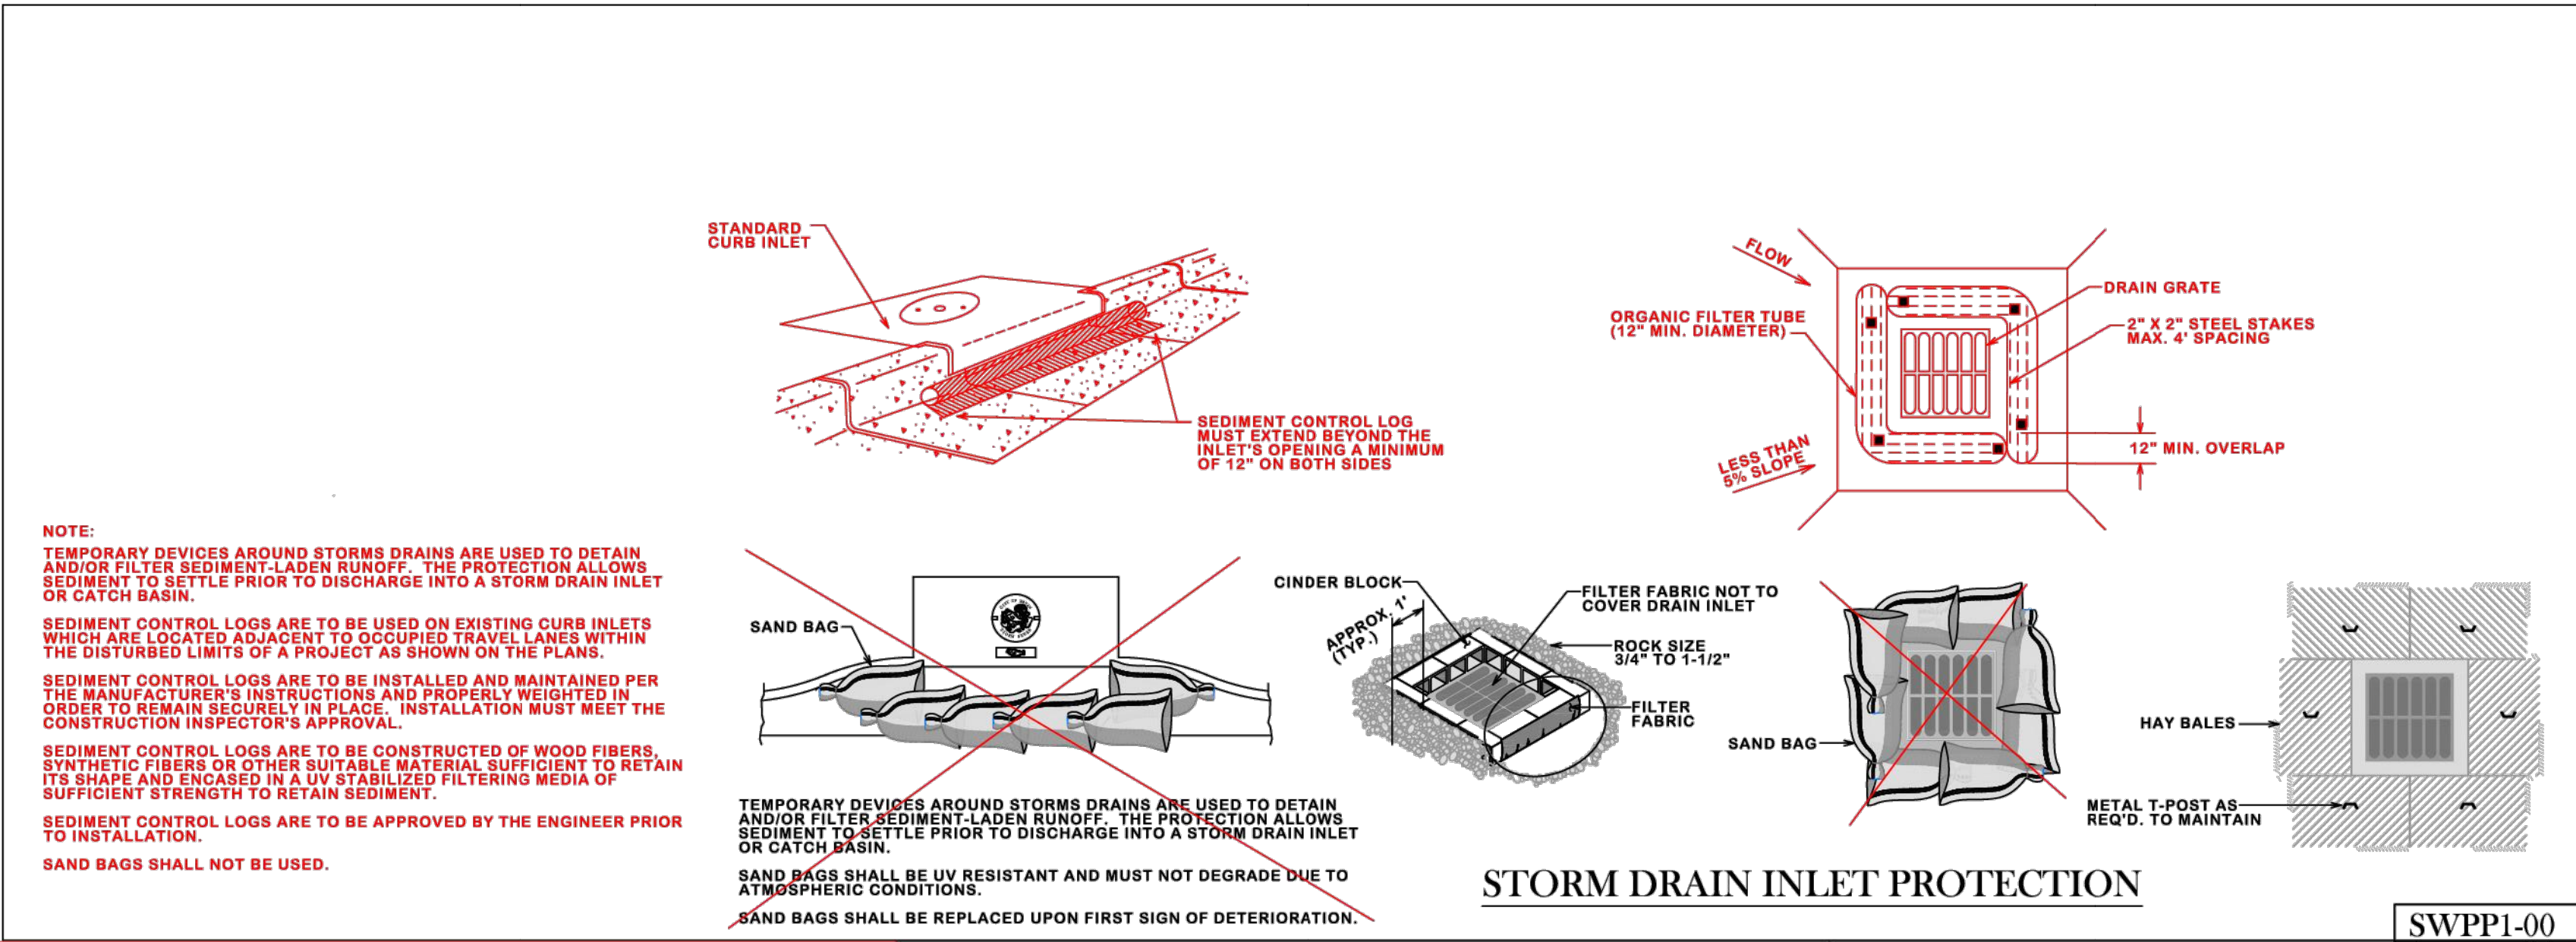 STANDARD
CURB INLET
SEDIMENT CONTROL LOG
MUST EXTEND BEYOND THE
INLET'S OPENING A MINIMUM
OF 12" ON BOTH SIDES
FLOW
ORGANIC FILTER TUBE
(12" MIN. DIAMETER)
LESS THAN
5% SLOPE
DRAIN GRATE
2" X 2" STEEL STAKES
MAX. 4' SPACING
12" MIN. OVERLAP
NOTE:
TEMPORARY DEVICES AROUND STORMS DRAINS ARE USED TO DETAIN
AND/OR FILTER SEDIMENT-LADEN RUNOFF. THE PROTECTION ALLOWS
SEDIMENT TO SETTLE PRIOR TO DISCHARGE INTO A STORM DRAIN INLET
OR CATCH BASIN.
SEDIMENT CONTROL LOGS ARE TO BE USED ON EXISTING CURB INLETS
WHICH ARE LOCATED ADJACENT TO OCCUPIED TRAVEL LANES WITHIN
THE DISTURBED LIMITS OF A PROJECT AS SHOWN ON THE PLANS.
SEDIMENT CONTROL LOGS ARE TO BE INSTALLED AND MAINTAINED PER
THE MANUFACTURER'S INSTRUCTIONS AND PROPERLY WEIGHTED IN
ORDER TO REMAIN SECURELY IN PLACE. INSTALLATION MUST MEET THE
CONSTRUCTION INSPECTOR'S APPROVAL.
SEDIMENT CONTROL LOGS ARE TO BE CONSTRUCTED OF WOOD FIBERS,
SYNTHETIC FIBERS OR OTHER SUITABLE MATERIAL SUFFICIENT TO RETAIN
ITS SHAPE AND ENCASED IN A UV STABILIZED FILTERING MEDIA OF
SUFFICIENT STRENGTH TO RETAIN SEDIMENT.
SEDIMENT CONTROL LOGS ARE TO BE APPROVED BY THE ENGINEER PRIOR
TO INSTALLATION.
SAND BAGS SHALL NOT BE USED.
SAND BAG
TEMPORARY DEVICES AROUND STORMS DRAINS ARE USED TO DETAIN
AND/OR FILTER SEDIMENT-LADEN RUNOFF. THE PROTECTION ALLOWS
SEDIMENT TO SETTLE PRIOR TO DISCHARGE INTO A STORM DRAIN INLET
OR CATCH BASIN.
SAND BAGS SHALL BE UV RESISTANT AND MUST NOT DEGRADE DUE TO
ATMOSPHERIC CONDITIONS.
SAND BAGS SHALL BE REPLACED UPON FIRST SIGN OF DETERIORATION.
CINDER BLOCK
APPROX. 1'
(TYP.)
FILTER FABRIC NOT TO
COVER DRAIN INLET
ROCK SIZE
3/4" TO 1-1/2"
FILTER
FABRIC
SAND BAG
HAY BALES
METAL T-POST AS
REQ'D. TO MAINTAIN
STORM DRAIN INLET PROTECTION
SWPP1-00